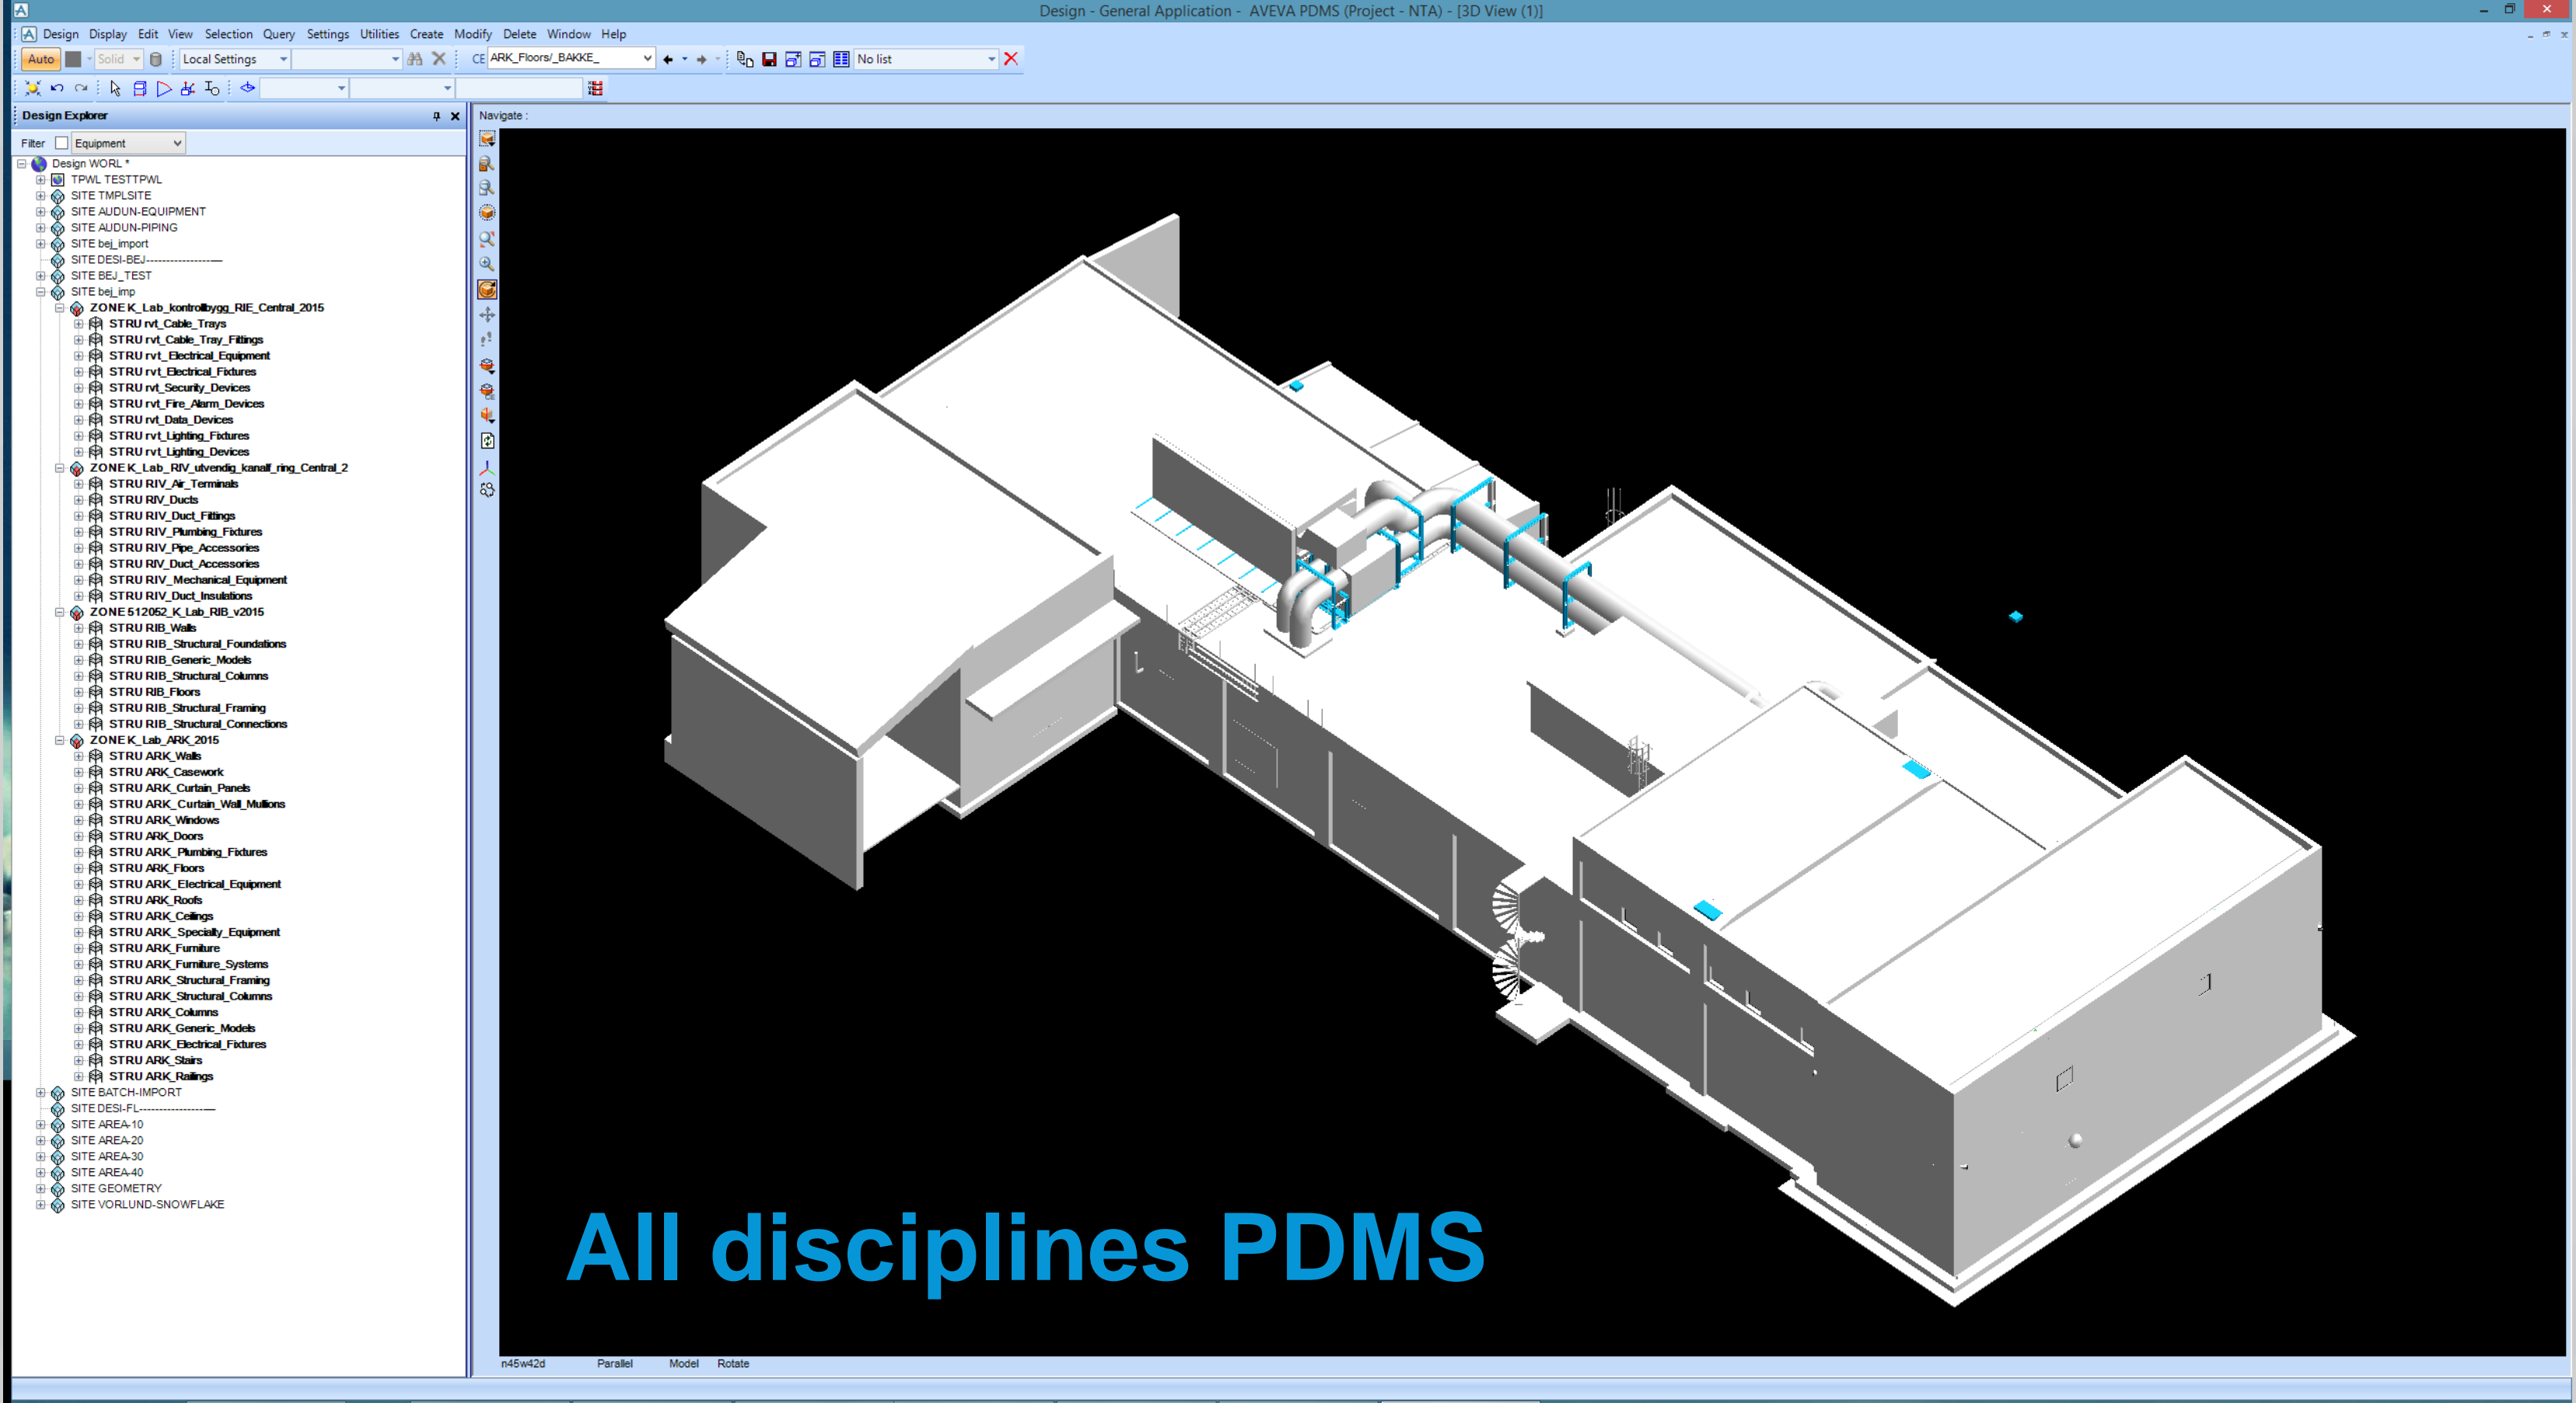 Design - General Application - AVEVA PDMS (Project - NTA) - [3D View (1)]
Design Display Edit View Selection Query Settings Utilities Create Modify Delete Window Help
Auto Solid Local Settings CE ARK_Floors/_BAKKE_ No list
Design Explorer
Navigate :
Filter Equipment
Design WORL *
TPWL TESTTPWL
SITE TMPLSITE
SITE AUDUN-EQUIPMENT
SITE AUDUN-PIPING
SITE bej_import
SITE DESI-BEJ------------------
SITE BEJ_TEST
SITE bej_imp
ZONE K_Lab_kontrollbygg_RIE_Central_2015
STRU rvt_Cable_Trays
STRU rvt_Cable_Tray_Fittings
STRU rvt_Electrical_Equipment
STRU rvt_Electrical_Fixtures
STRU rvt_Security_Devices
STRU rvt_Fire_Alarm_Devices
STRU rvt_Data_Devices
STRU rvt_Lighting_Fixtures
STRU rvt_Lighting_Devices
ZONE K_Lab_RIV_utvendig_kanalf_ring_Central_2
STRU RIV_Air_Terminals
STRU RIV_Ducts
STRU RIV_Duct_Fittings
STRU RIV_Plumbing_Fixtures
STRU RIV_Pipe_Accessories
STRU RIV_Duct_Accessories
STRU RIV_Mechanical_Equipment
STRU RIV_Duct_Insulations
ZONE 512052_K_Lab_RIB_v2015
STRU RIB_Walls
STRU RIB_Structural_Foundations
STRU RIB_Generic_Models
STRU RIB_Structural_Columns
STRU RIB_Floors
STRU RIB_Structural_Framing
STRU RIB_Structural_Connections
ZONE K_Lab_ARK_2015
STRU ARK_Walls
STRU ARK_Casework
STRU ARK_Curtain_Panels
STRU ARK_Curtain_Wall_Mullions
STRU ARK_Windows
STRU ARK_Doors
STRU ARK_Plumbing_Fixtures
STRU ARK_Floors
STRU ARK_Electrical_Equipment
STRU ARK_Roofs
STRU ARK_Ceilings
STRU ARK_Specialty_Equipment
STRU ARK_Furniture
STRU ARK_Furniture_Systems
STRU ARK_Structural_Framing
STRU ARK_Structural_Columns
STRU ARK_Columns
STRU ARK_Generic_Models
STRU ARK_Electrical_Fixtures
STRU ARK_Stairs
STRU ARK_Railings
SITE BATCH-IMPORT
SITE DESI-FL------------------
SITE AREA-10
SITE AREA-20
SITE AREA-30
SITE AREA-40
SITE GEOMETRY
SITE VORLUND-SNOWFLAKE
All disciplines PDMS
n45w42d Parallel Model Rotate